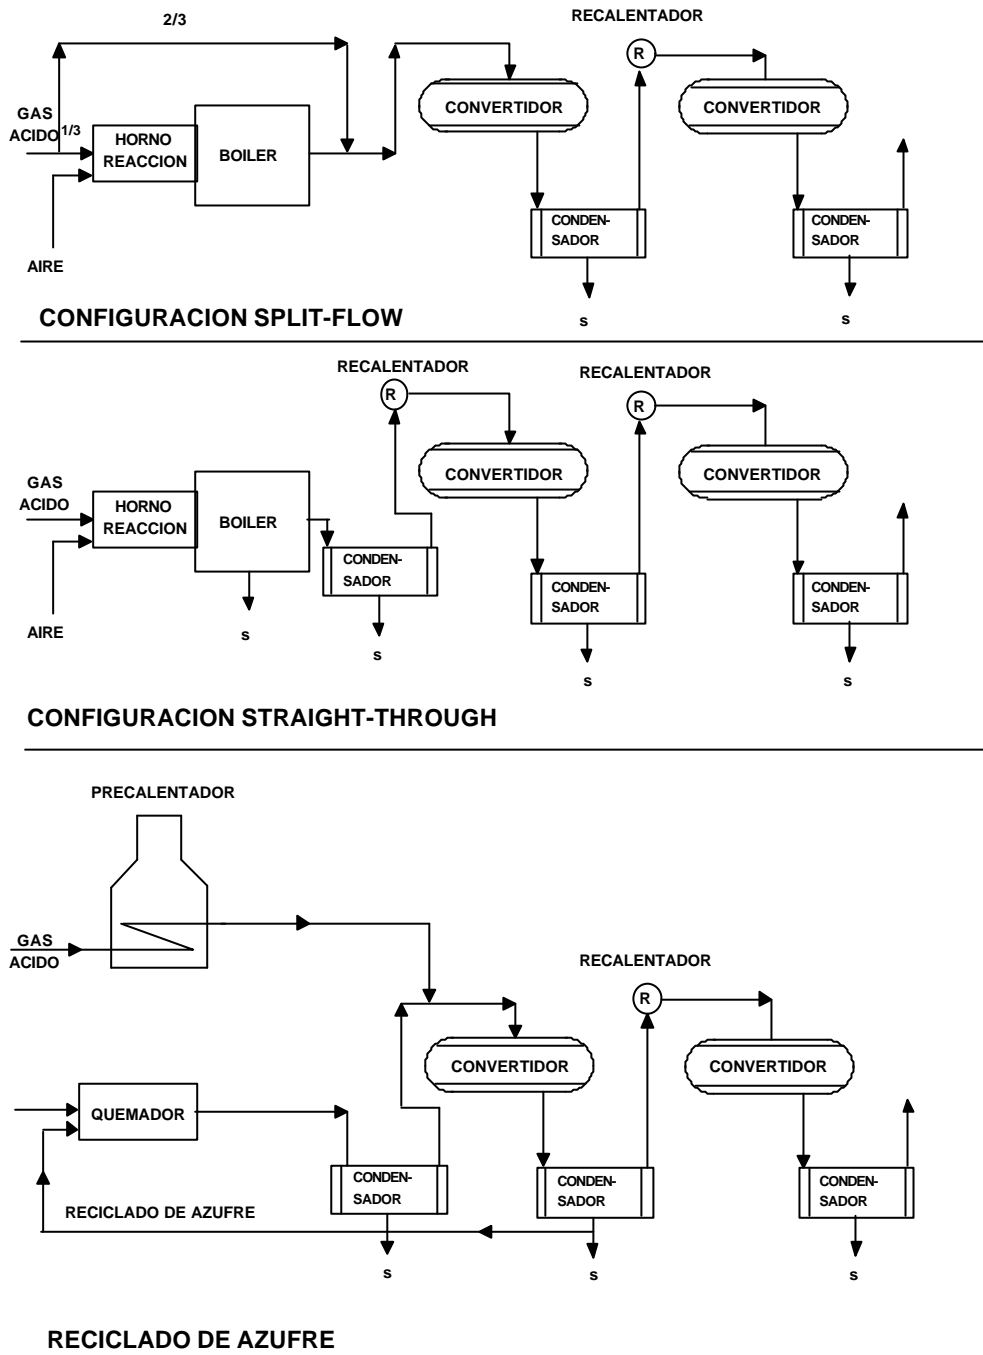 2/3
RECALENTADOR
R
GAS
ACIDO
1/3
HORNO
REACCION
BOILER
CONVERTIDOR
CONVERTIDOR
CONDEN-
SADOR
CONDEN-
SADOR
AIRE
s
s
CONFIGURACION SPLIT-FLOW
RECALENTADOR
RECALENTADOR
R
R
GAS
ACIDO
HORNO
REACCION
BOILER
CONVERTIDOR
CONVERTIDOR
CONDEN-
SADOR
CONDEN-
SADOR
CONDEN-
SADOR
AIRE
s
s
s
s
CONFIGURACION STRAIGHT-THROUGH
PRECALENTADOR
GAS
ACIDO
RECALENTADOR
R
CONVERTIDOR
CONVERTIDOR
QUEMADOR
CONDEN-
SADOR
CONDEN-
SADOR
CONDEN-
SADOR
RECICLADO DE AZUFRE
s
s
s
RECICLADO DE AZUFRE